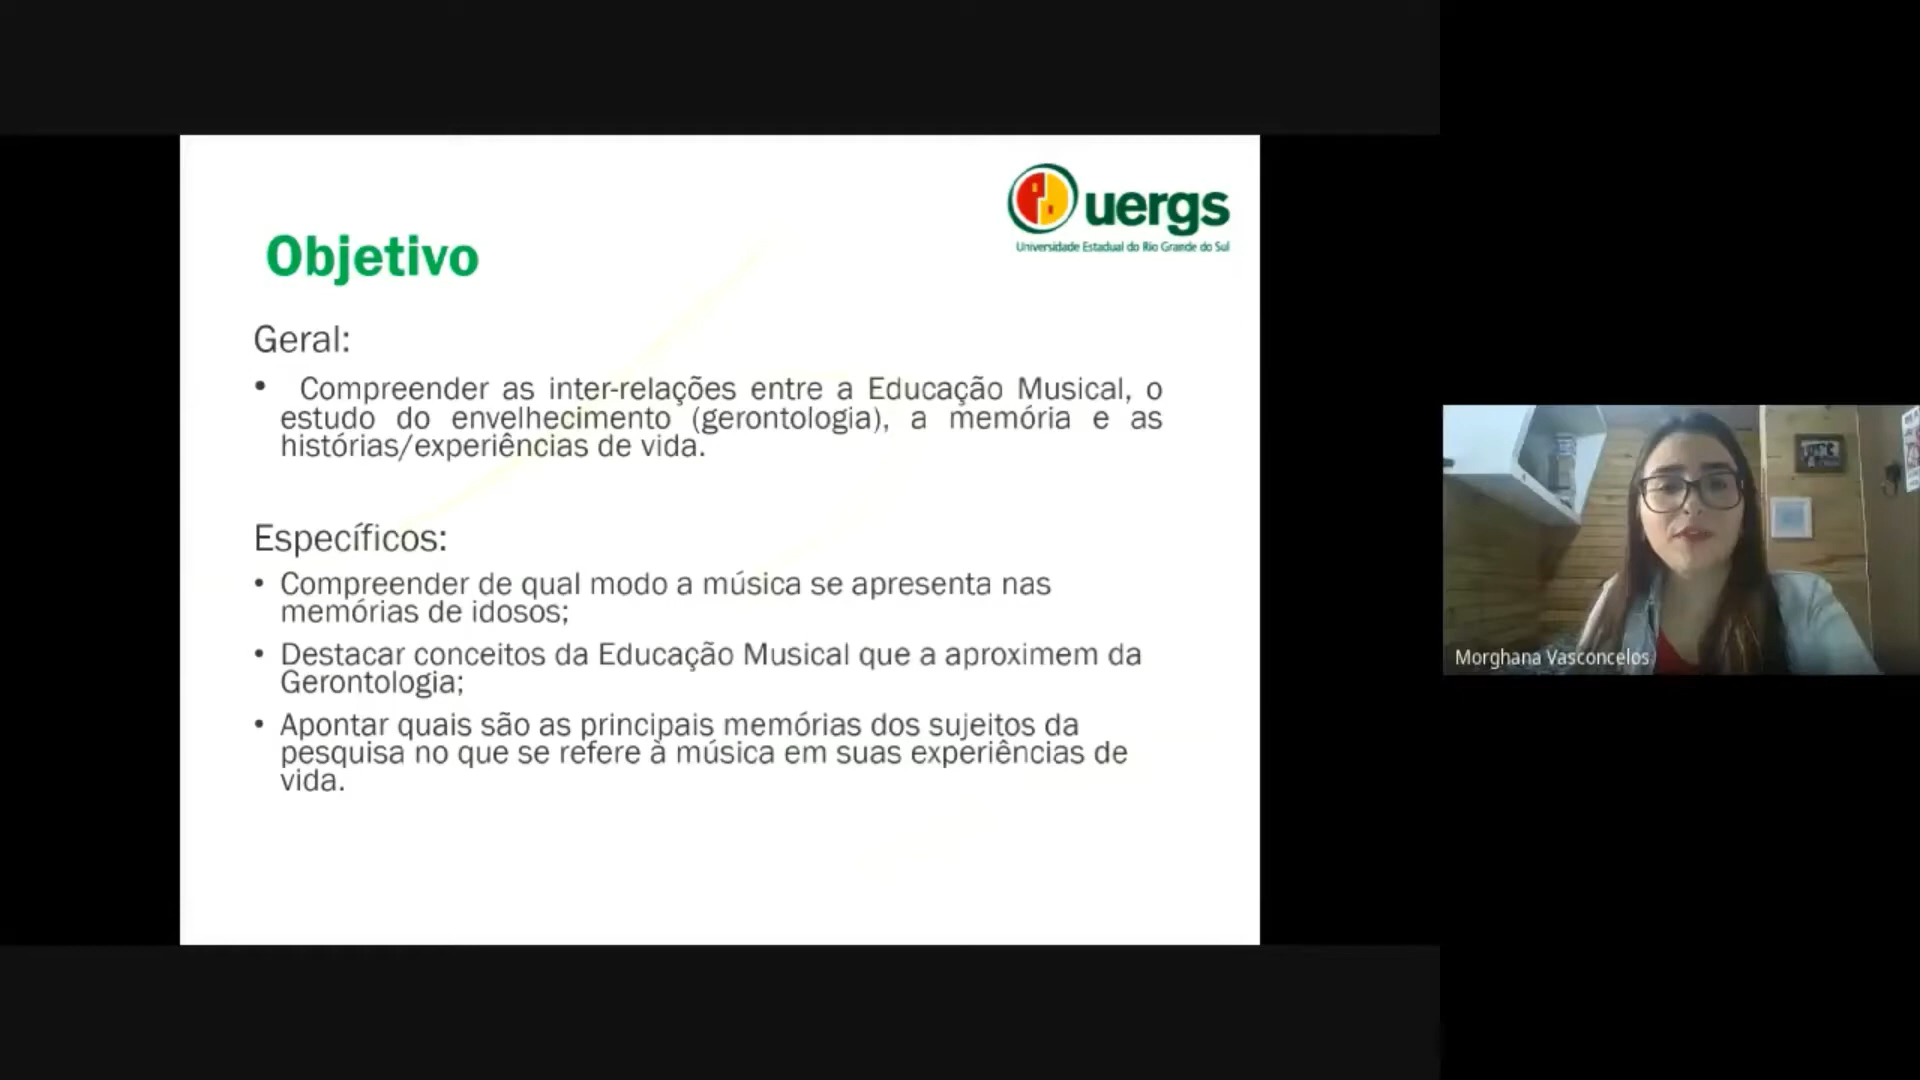 uergs
Universidade Estadual do Rio Grande do Sul
Objetivo
Geral:
• Compreender as inter-relações entre a Educação Musical, o
estudo do envelhecimento (gerontologia), a memória e as
histórias/experiências de vida.
Específicos:
• Compreender de qual modo a música se apresenta nas
memórias de idosos;
• Destacar conceitos da Educação Musical que a aproximem da
Gerontologia;
• Apontar quais são as principais memórias dos sujeitos da
pesquisa no que se refere à música em suas experiências de
vida.
Morghana Vasconcelos